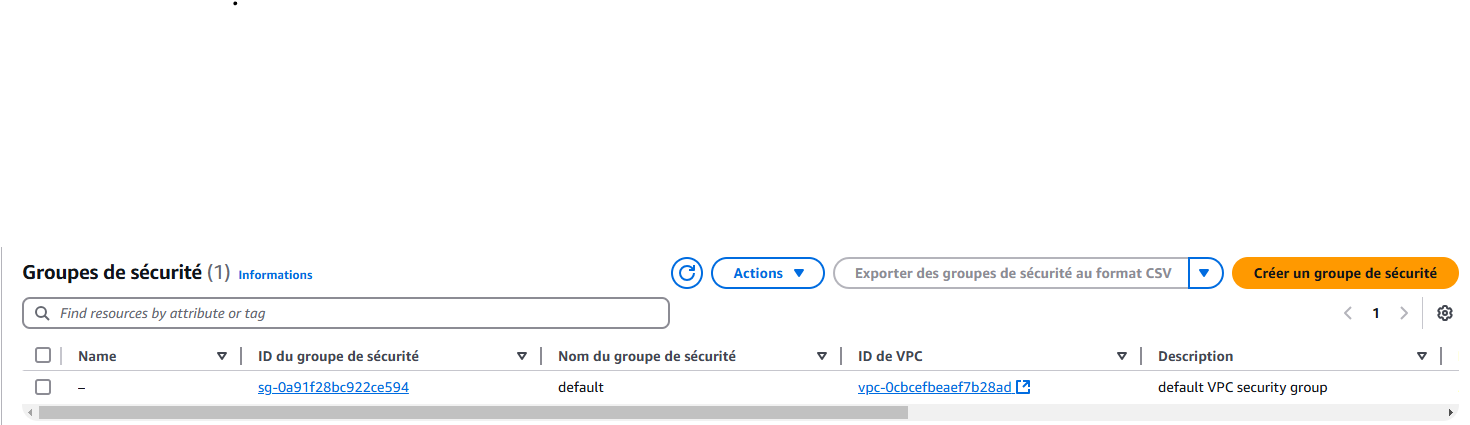 Groupes de sécurité (1) Informations Actions Exporter des groupes de sécurité au format CSV Créer un groupe de sécurité
Find resources by attribute or tag 1
Name ID du groupe de sécurité Nom du groupe de sécurité ID de VPC Description
– sg-0a91f28bc922ce594 default vpc-0cbcefbeaef7b28ad default VPC security group